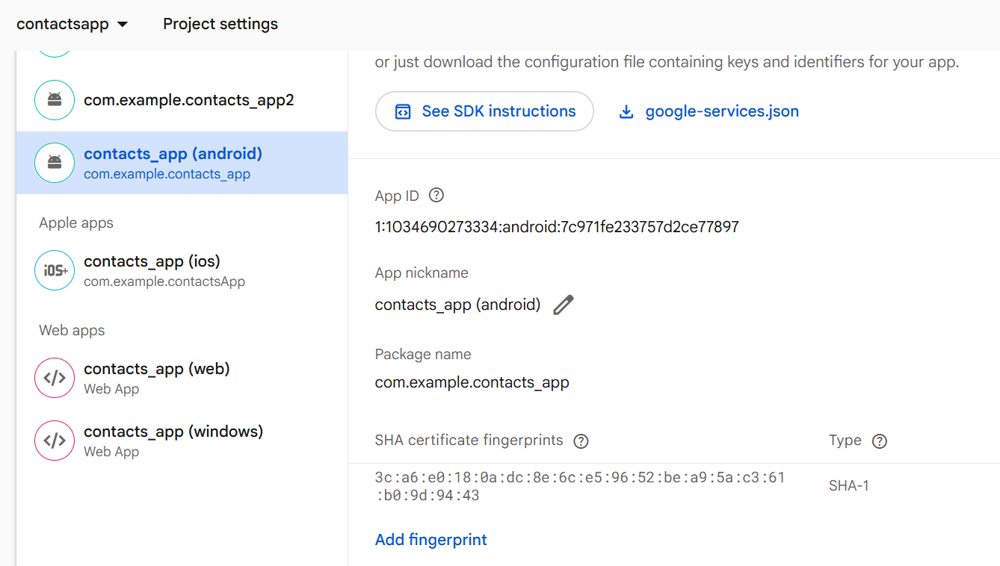 contactsapp
Project settings
com.example.contacts_app2
contacts_app (android)
com.example.contacts_app
Apple apps
iOS+
contacts_app (ios)
com.example.contactsApp
Web apps
</>
contacts_app (web)
Web App
</>
contacts_app (windows)
Web App
or just download the configuration file containing keys and identifiers for your app.
See SDK instructions
google-services.json
App ID
1:1034690273334:android:7c971fe233757d2ce77897
App nickname
contacts_app (android)
Package name
com.example.contacts_app
SHA certificate fingerprints
Type
3c:a6:e0:18:0a:dc:8e:6c:e5:96:52:be:a9:5a:c3:61
:b0:9d:94:43
SHA-1
Add fingerprint